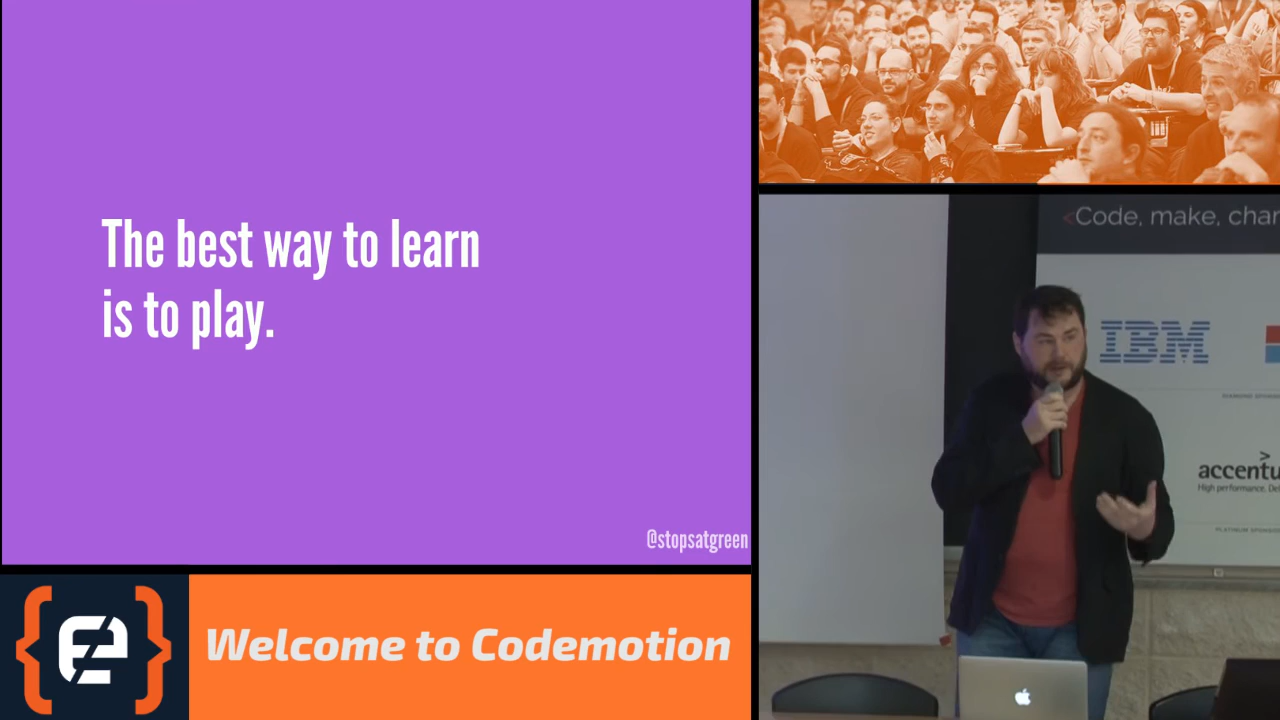 The best way to learn
is to play.
@stopsatgreen
Welcome to Codemotion
<Code, make, char
IBM
accentu
High performance. Del